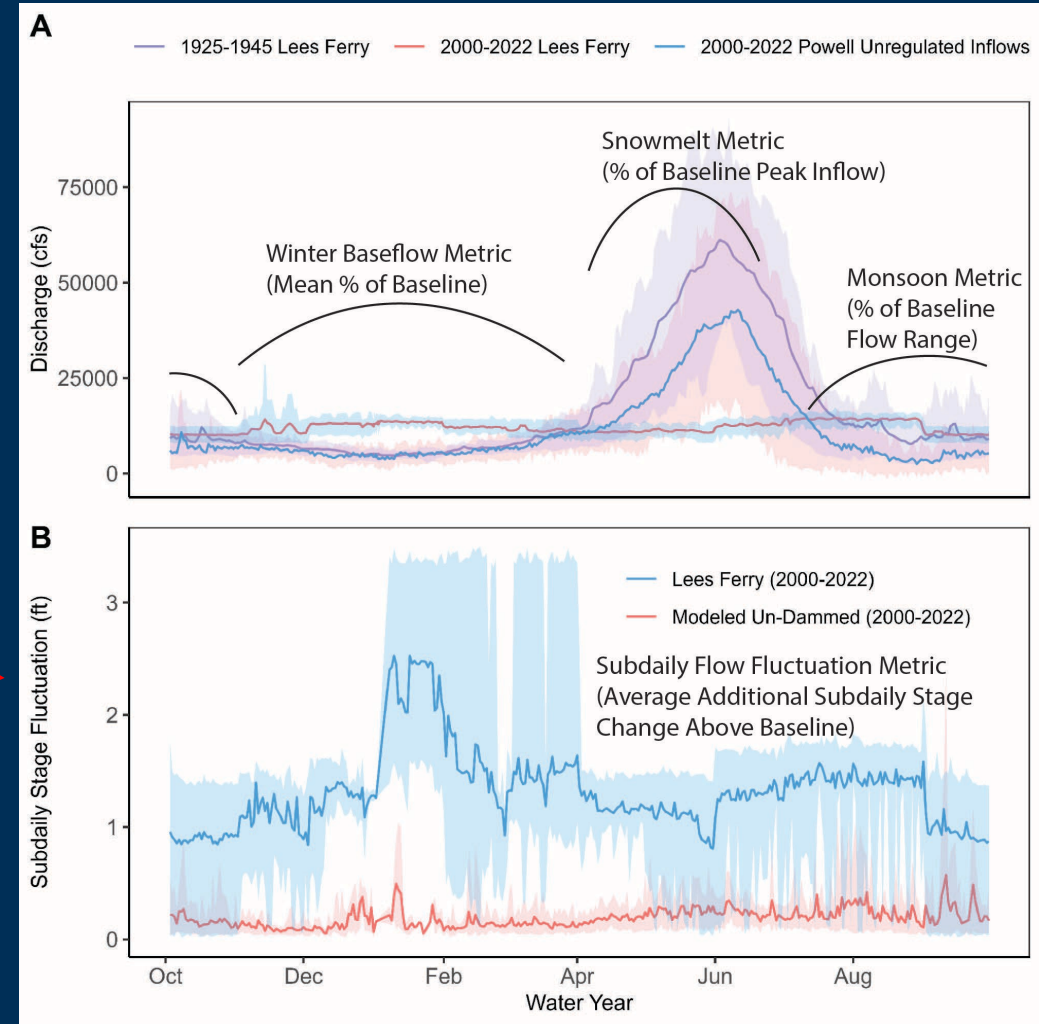 A
1925-1945 Lees Ferry 2000-2022 Lees Ferry 2000-2022 Powell Unregulated Inflows
Snowmelt Metric
(% of Baseline Peak Inflow)
Winter Baseflow Metric
(Mean % of Baseline)
Monsoon Metric
(% of Baseline
Flow Range)
Discharge (cfs)
75000
50000
25000
0
B
Lees Ferry (2000-2022)
Modeled Un-Dammed (2000-2022)
Subdaily Flow Fluctuation Metric
(Average Additional Subdaily Stage
Change Above Baseline)
Subdaily Stage Fluctuation (ft)
3
2
1
0
Oct Dec Feb Apr Jun Aug
Water Year